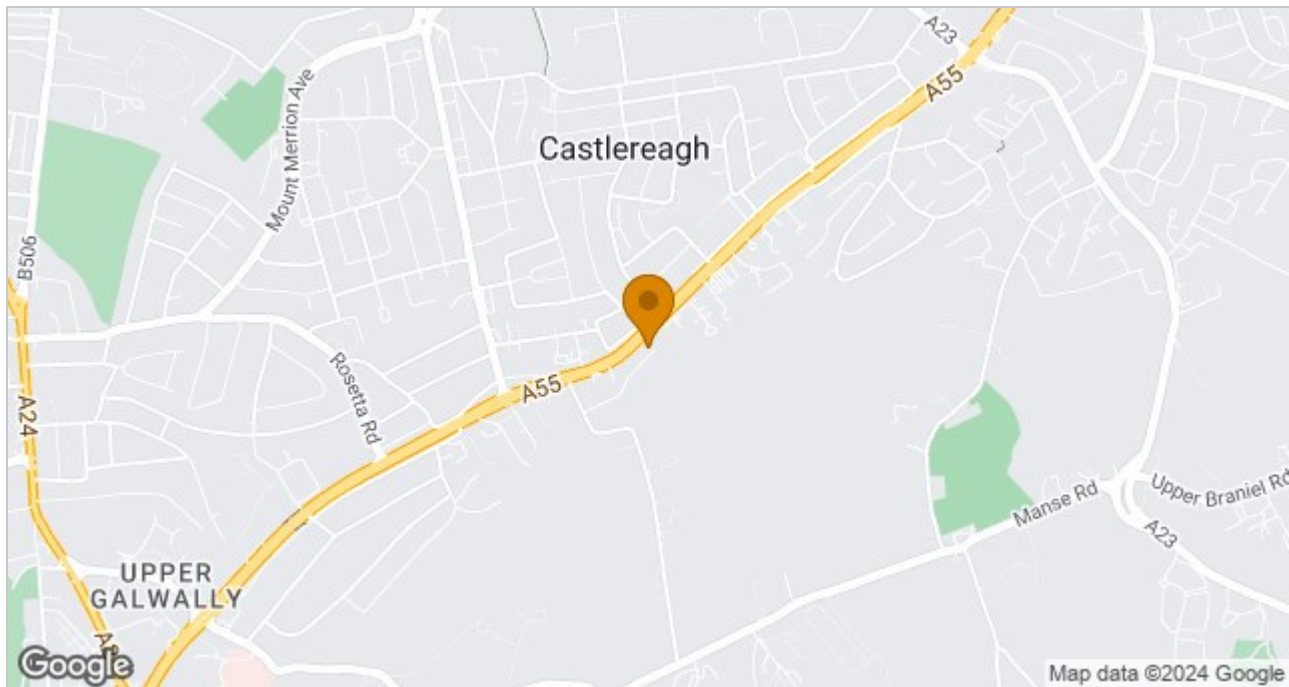 A23
A55
Mount Merrion Ave
Castlereagh
B506
Rosetta Rd
A55
A24
Manse Rd
Upper Braniel Rd
A23
UPPER
GALWALLY
Google
Map data ©2024 Google